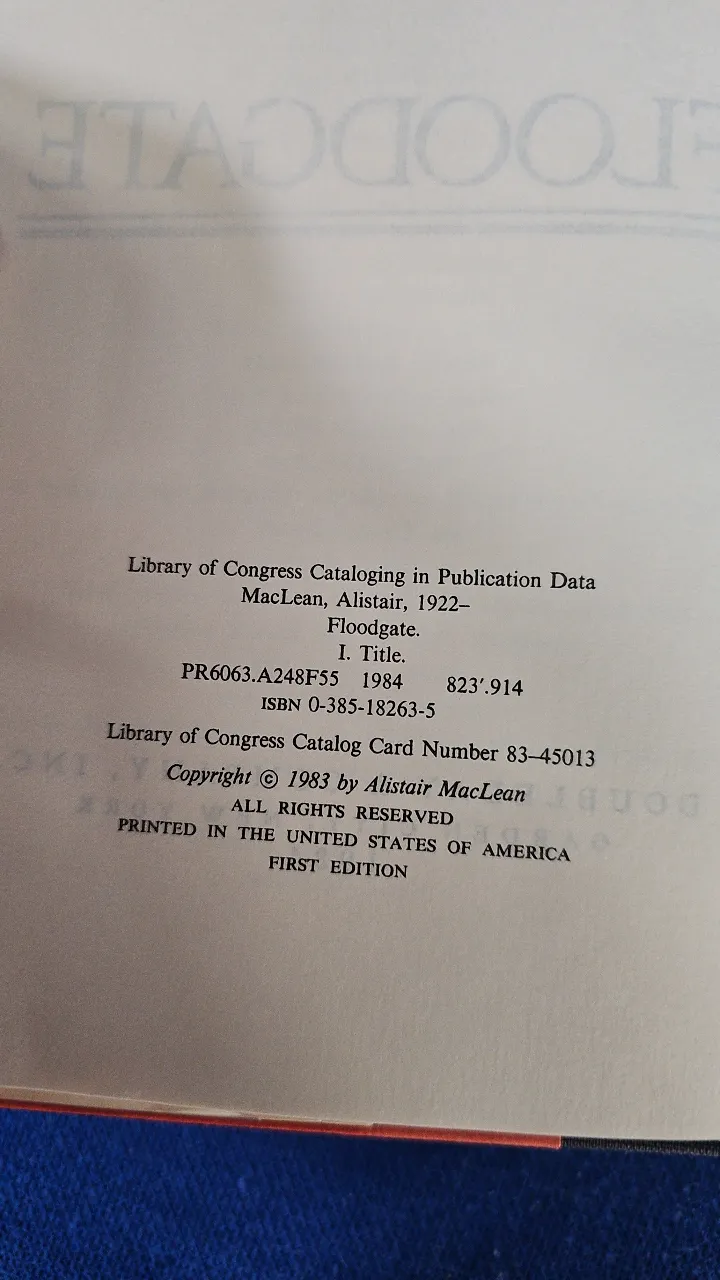 FLOODGATE
Library of Congress Cataloging in Publication Data
MacLean, Alistair, 1922–
Floodgate.
I. Title.
PR6063.A248F55 1984 823′.914
ISBN 0-385-18263-5
Library of Congress Catalog Card Number 83–45013
Copyright © 1983 by Alistair MacLean
ALL RIGHTS RESERVED
PRINTED IN THE UNITED STATES OF AMERICA
FIRST EDITION